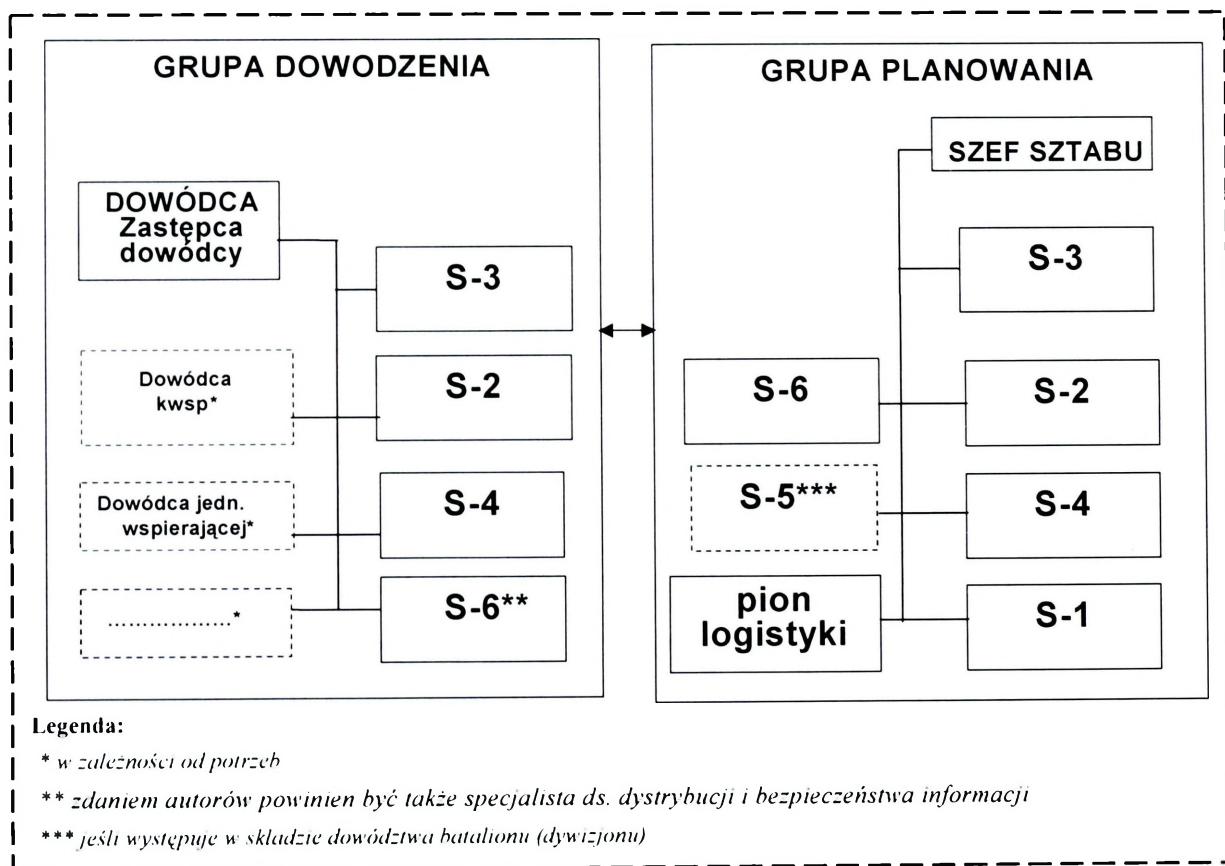 GRUPA DOWODZENIA
DOWÓDCA
Zastępca
dowódcy
S-3
Dowódca
kwsp*
S-2
Dowódca jedn.
wspierającej*
S-4
..................*
S-6**
GRUPA PLANOWANIA
SZEF SZTABU
S-3
S-6
S-2
S-5***
S-4
pion
logistyki
S-1
Legenda:
* w zależności od potrzeb
** zdaniem autorów powinien być także specjalista ds. dystrybucji i bezpieczeństwa informacji
*** jeśli występuje w składzie dowództwa batalionu (dywizjonu)